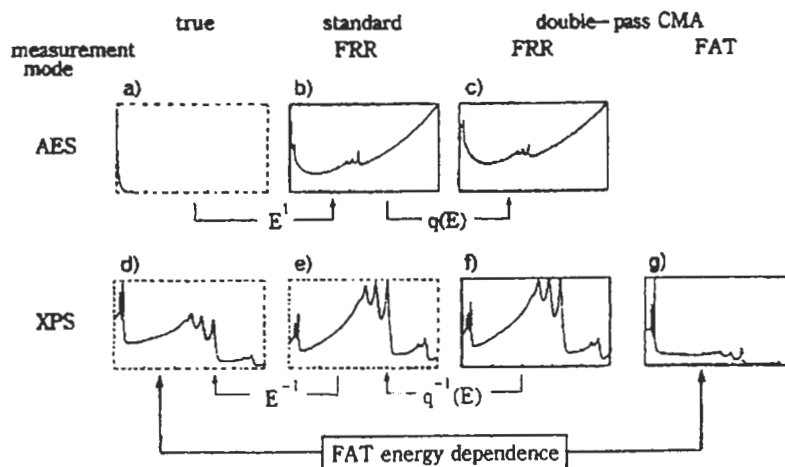 true standard double-pass CMA
measurement mode FRR FRR FAT
a) b) c)
AES
E¹ q(E)
d) e) f) g)
XPS
E⁻¹ q⁻¹(E)
FAT energy dependence